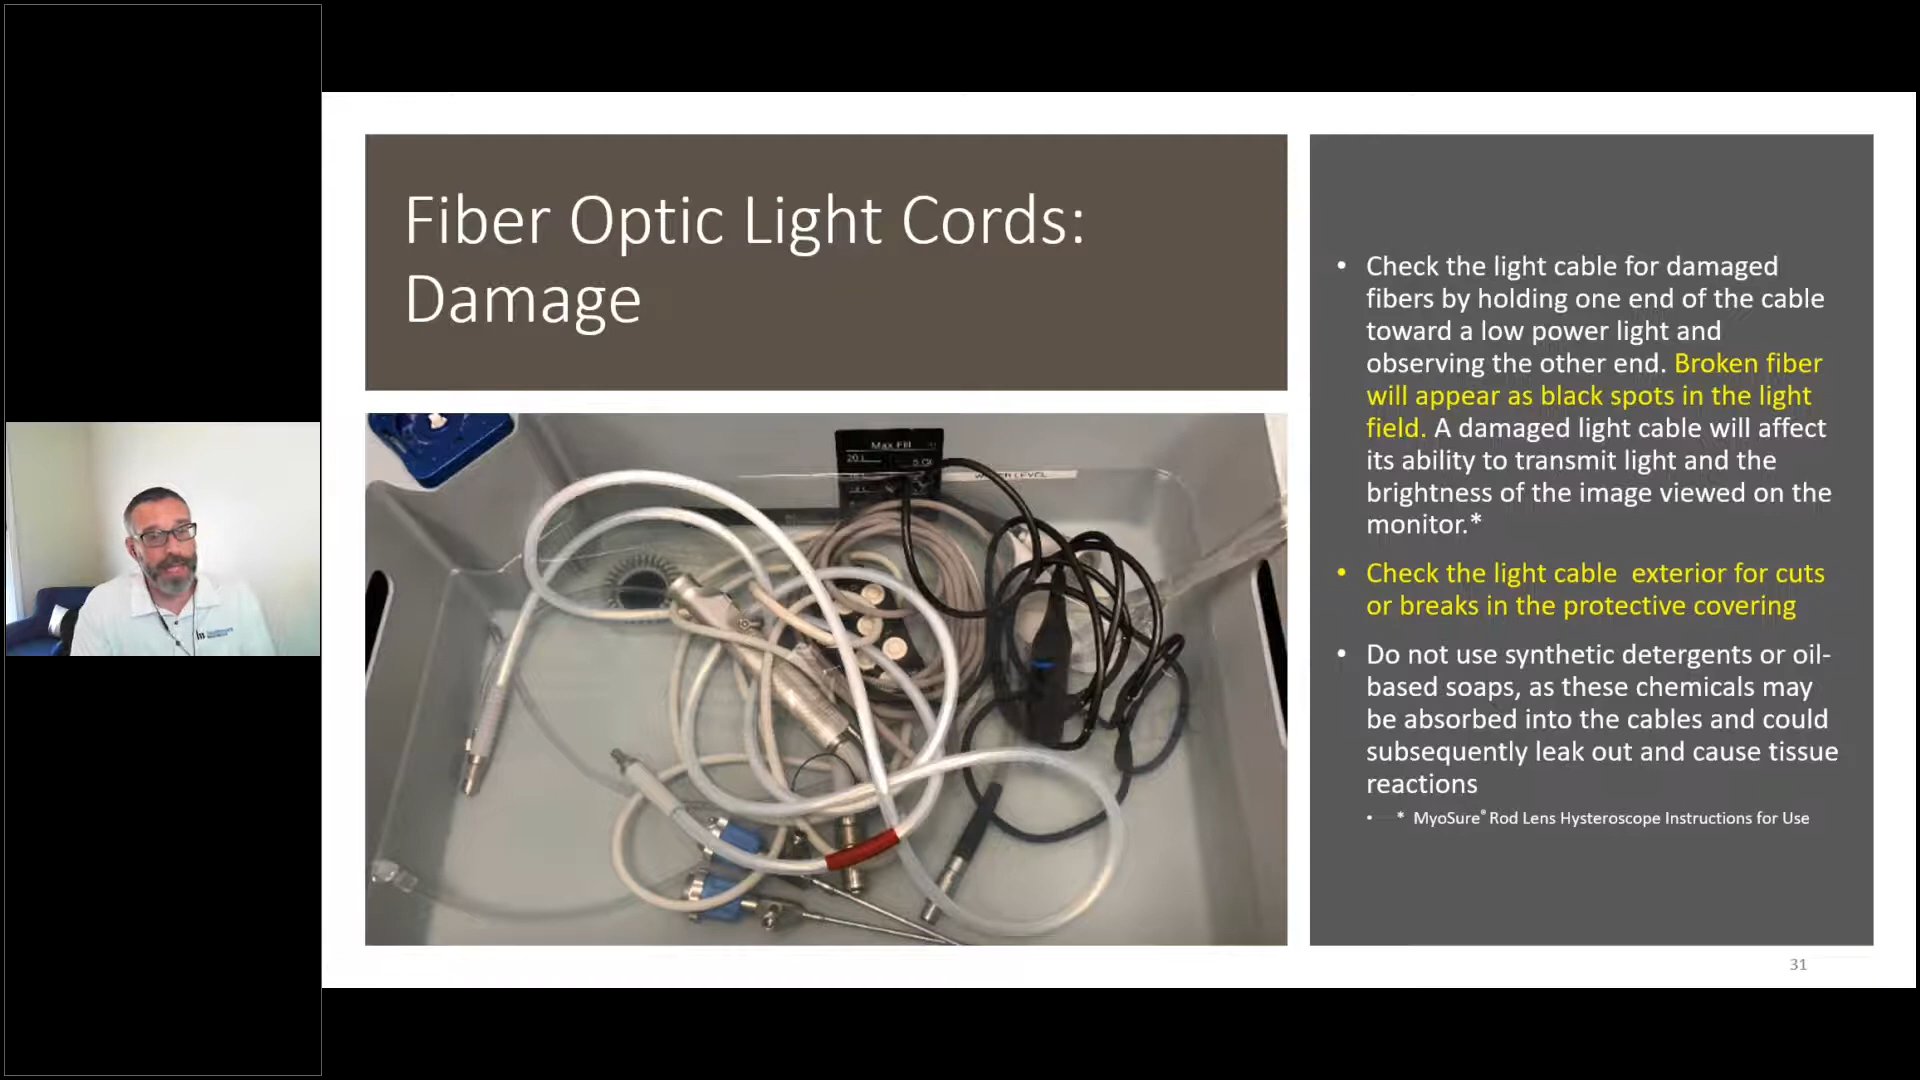 Fiber Optic Light Cords:
Damage
Max Fill
20 L
• Check the light cable for damaged
fibers by holding one end of the cable
toward a low power light and
observing the other end. Broken fiber
will appear as black spots in the light
field. A damaged light cable will affect
its ability to transmit light and the
brightness of the image viewed on the
monitor.*
• Check the light cable exterior for cuts
or breaks in the protective covering
• Do not use synthetic detergents or oil-
based soaps, as these chemicals may
be absorbed into the cables and could
subsequently leak out and cause tissue
reactions
• * MyoSure® Rod Lens Hysteroscope Instructions for Use
31